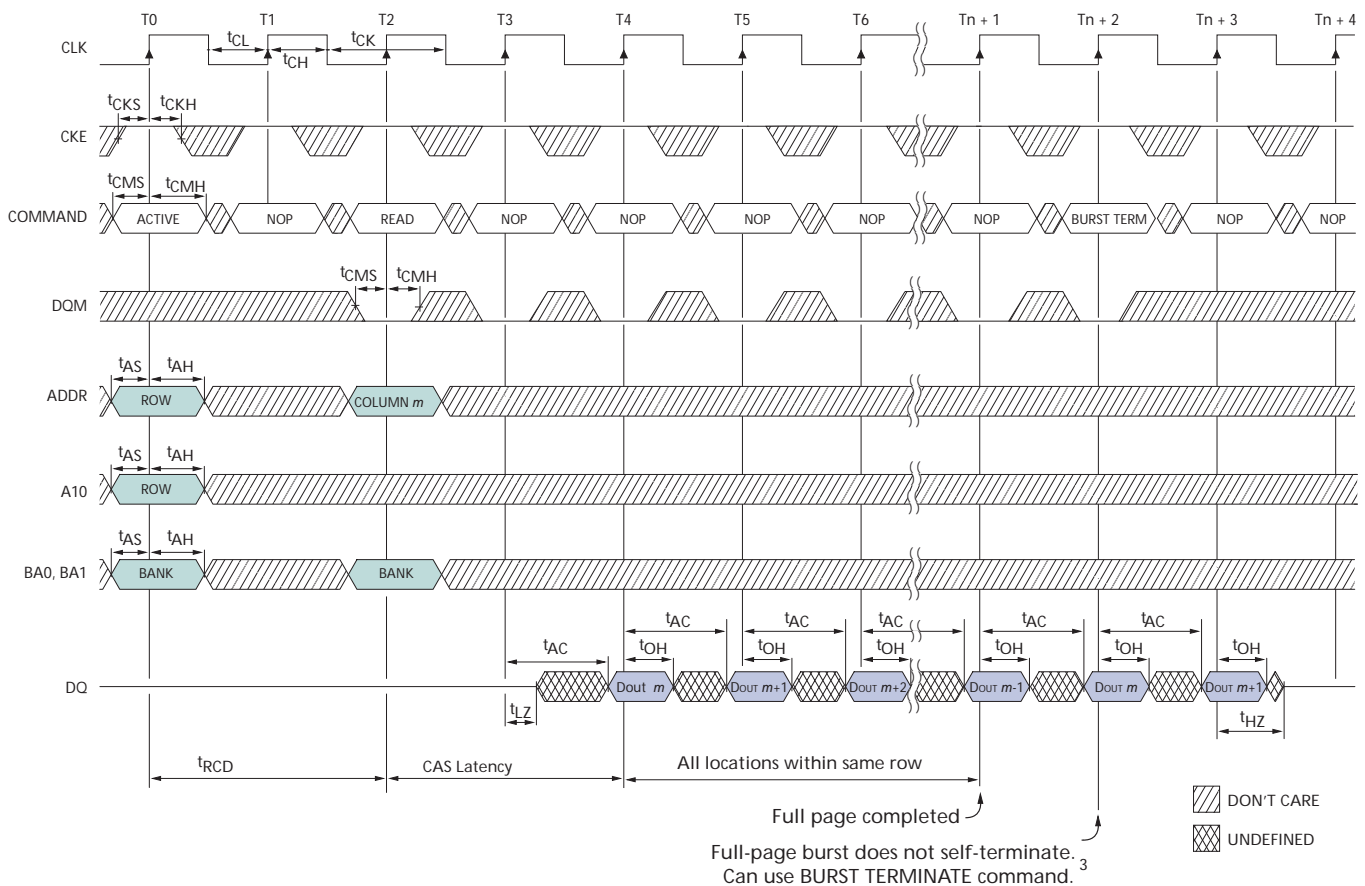 T0 T1 T2 T3 T4 T5 T6 Tn + 1 Tn + 2 Tn + 3 Tn + 4
CLK
tCL tCK
tCH
tCKS tCKH
CKE
tCMS tCMH
COMMAND ACTIVE NOP READ NOP NOP NOP NOP NOP BURST TERM NOP NOP
tCMS tCMH
DQM
tAS tAH
ADDR ROW COLUMN m
tAS tAH
A10 ROW
tAS tAH
BA0, BA1 BANK BANK
tAC tAC tAC tAC tAC tAC
tOH tOH tOH tOH tOH tOH
DQ Dout m DOUT m+1 DOUT m+2 DOUT m-1 DOUT m DOUT m+1
tLZ tHZ
tRCD CAS Latency All locations within same row
Full page completed
DON'T CARE
UNDEFINED
Full-page burst does not self-terminate. 3
Can use BURST TERMINATE command.